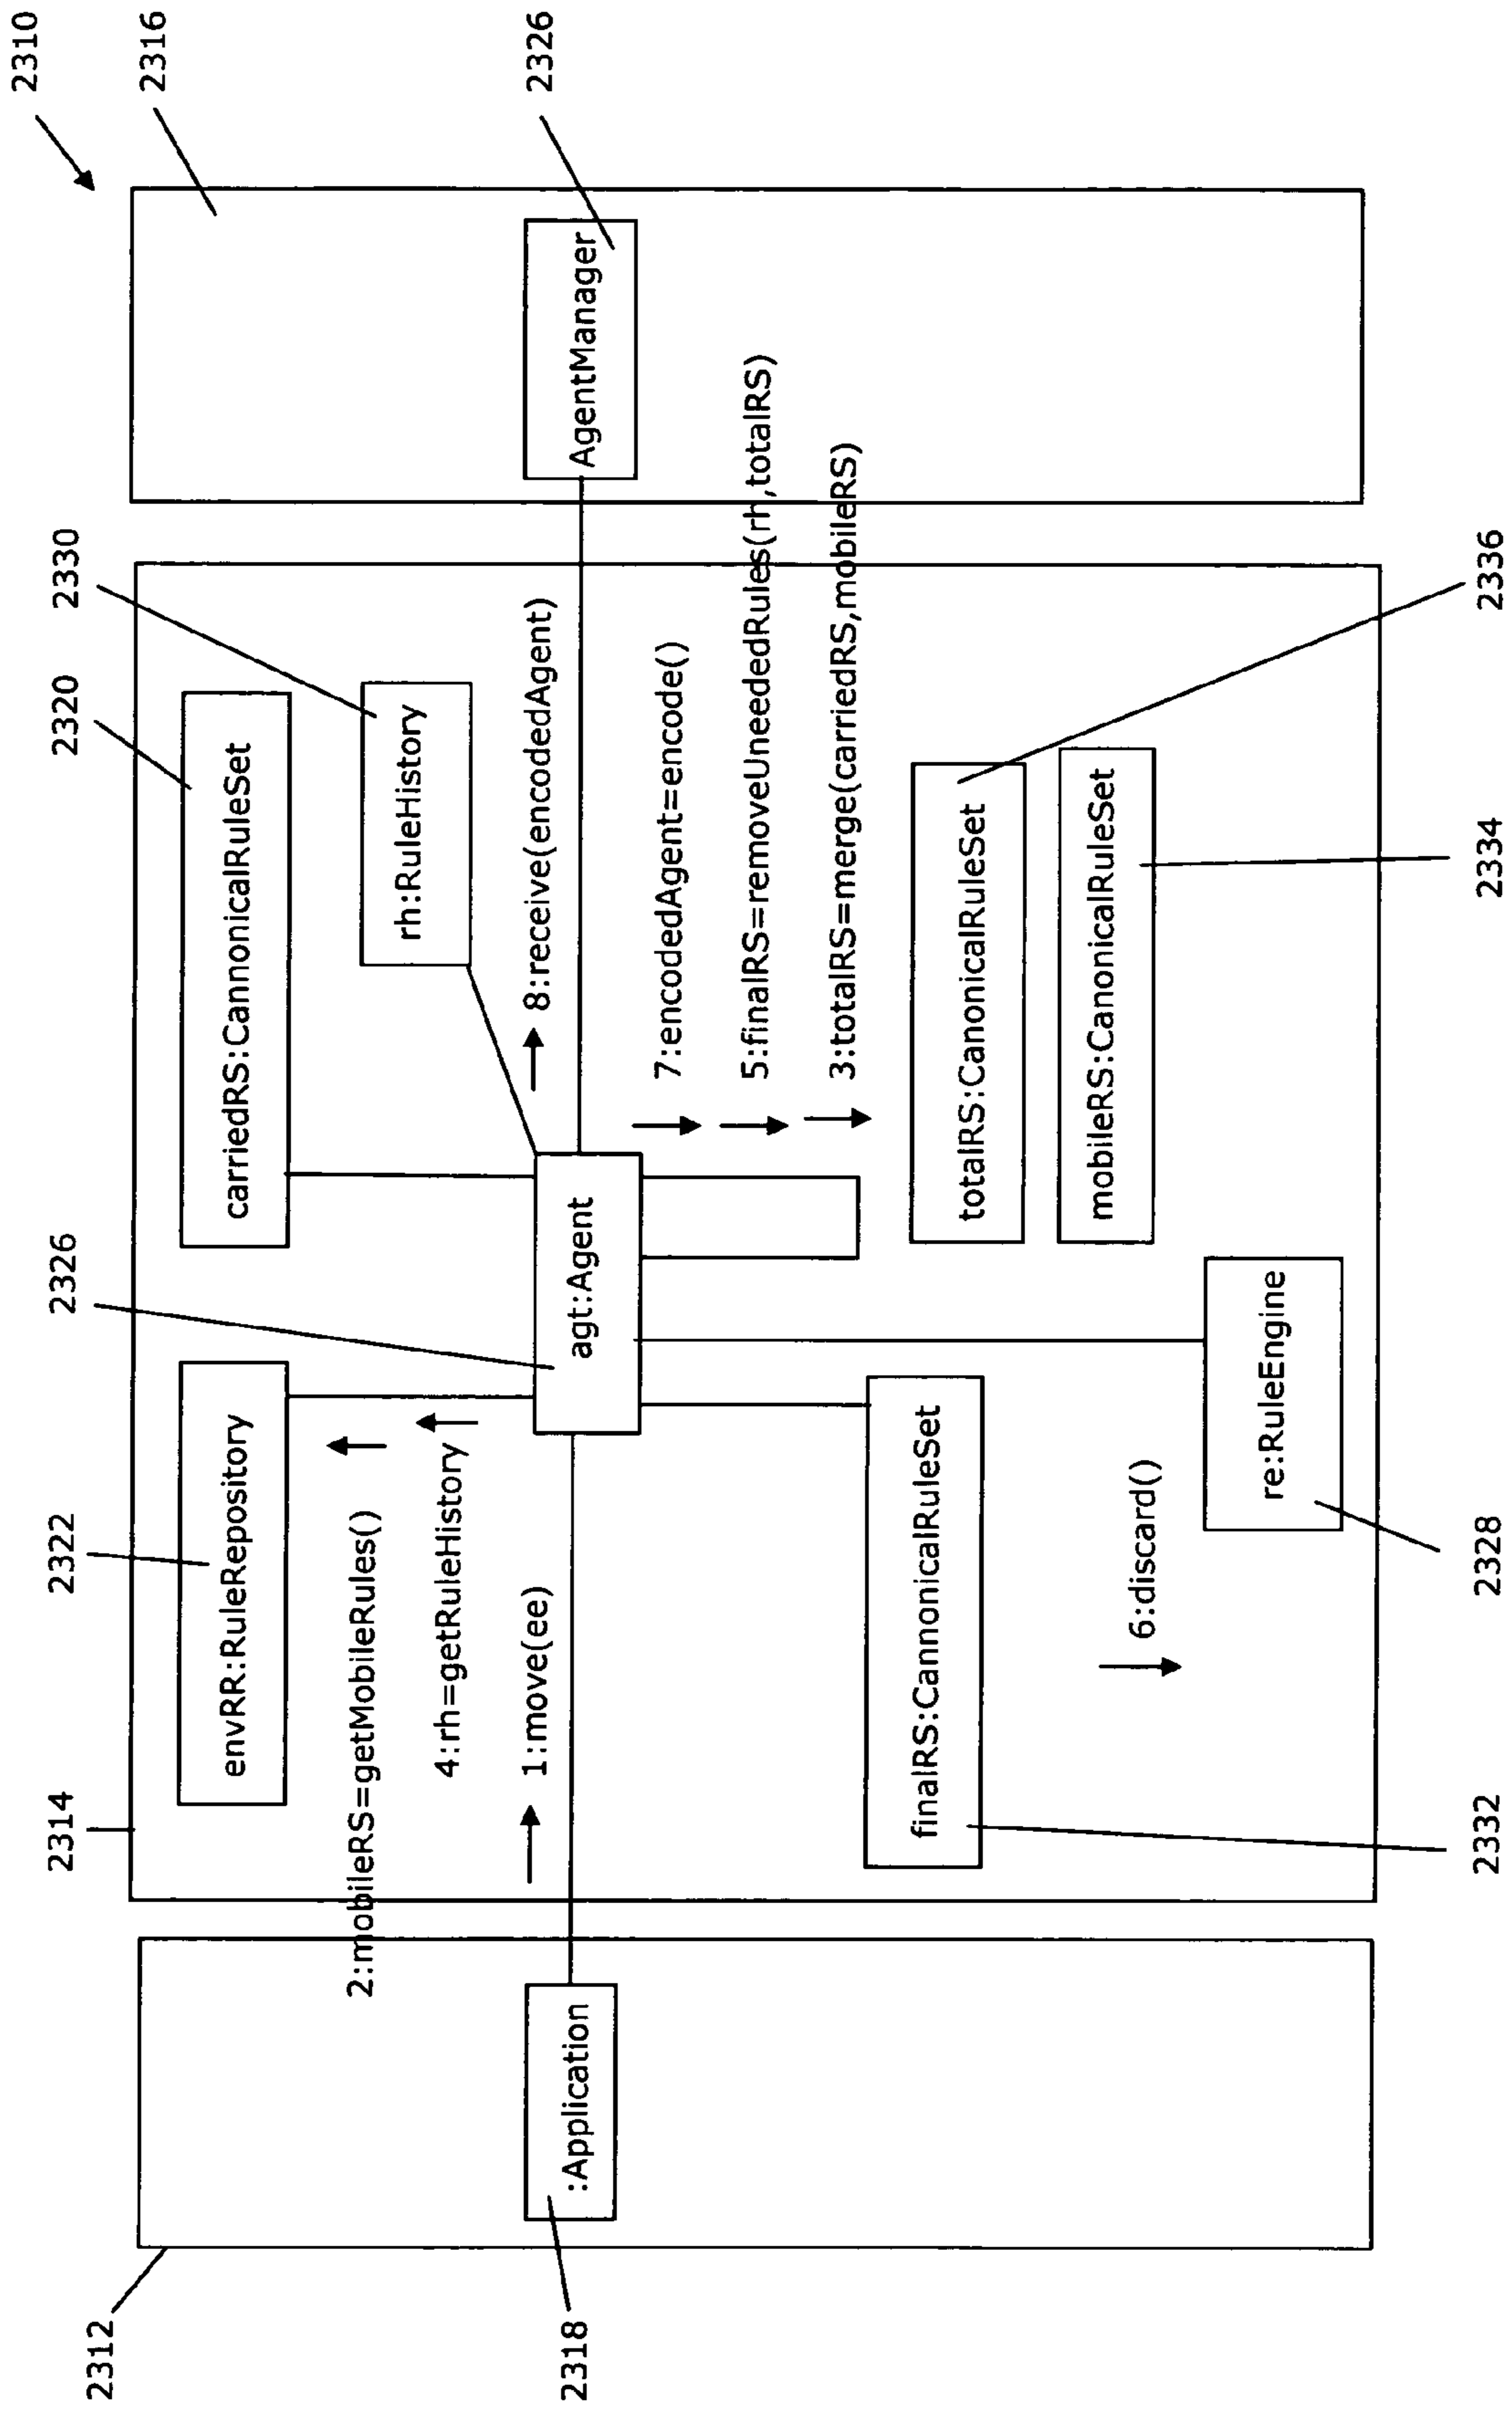 2310
2316
2326
2330
2320
2336
2334
2326
2322
2314
2328
2332
2312
2318
AgentManager
carriedRS:CannonicalRuleSet
rh:RuleHistory
8:receive(encodedAgent)
7:encodedAgent=encode()
5:finalRS=removeUneededRules(rh,totalRS)
3:totalRS=merge(carriedRS,mobileRS)
totalRS:CanonicalRuleSet
mobileRS:CanonicalRuleSet
agt:Agent
envRR:RuleRepository
2:mobileRS=getMobileRules()
4:rh=getRuleHistory
1:move(ee)
finalRS:CannonicalRuleSet
6:discard()
re:RuleEngine
:Application